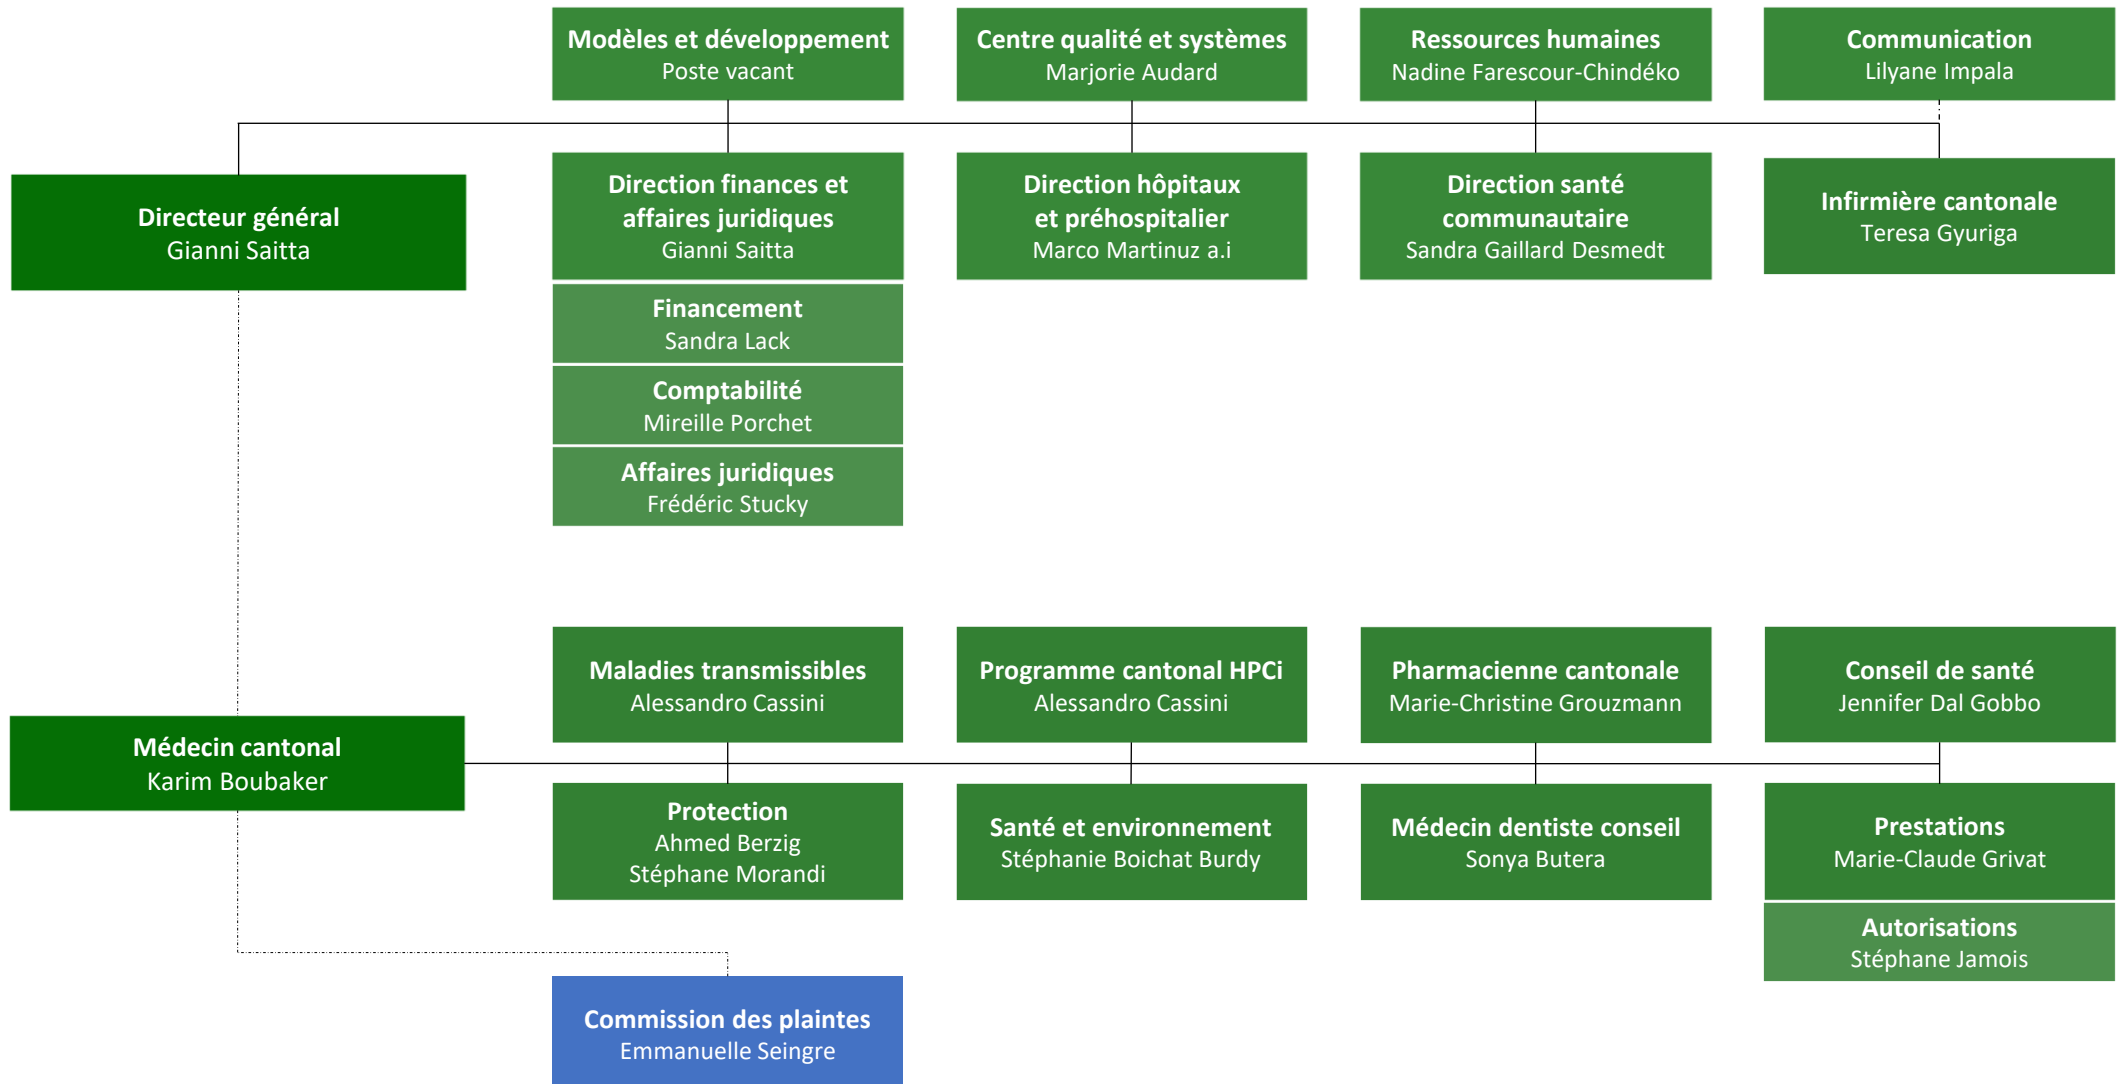 Modèles et développement
Poste vacant
Centre qualité et systèmes
Marjorie Audard
Ressources humaines
Nadine Farescour-Chindéko
Communication
Lilyane Impala
Directeur général
Gianni Saitta
Direction finances et
affaires juridiques
Gianni Saitta
Direction hôpitaux
et préhospitalier
Marco Martinuz a.i
Direction santé
communautaire
Sandra Gaillard Desmedt
Infirmière cantonale
Teresa Gyuriga
Financement
Sandra Lack
Comptabilité
Mireille Porchet
Affaires juridiques
Frédéric Stucky
Maladies transmissibles
Alessandro Cassini
Programme cantonal HPCi
Alessandro Cassini
Pharmacienne cantonale
Marie-Christine Grouzmann
Conseil de santé
Jennifer Dal Gobbo
Médecin cantonal
Karim Boubaker
Protection
Ahmed Berzig
Stéphane Morandi
Santé et environnement
Stéphanie Boichat Burdy
Médecin dentiste conseil
Sonya Butera
Prestations
Marie-Claude Grivat
Autorisations
Stéphane Jamois
Commission des plaintes
Emmanuelle Seingre